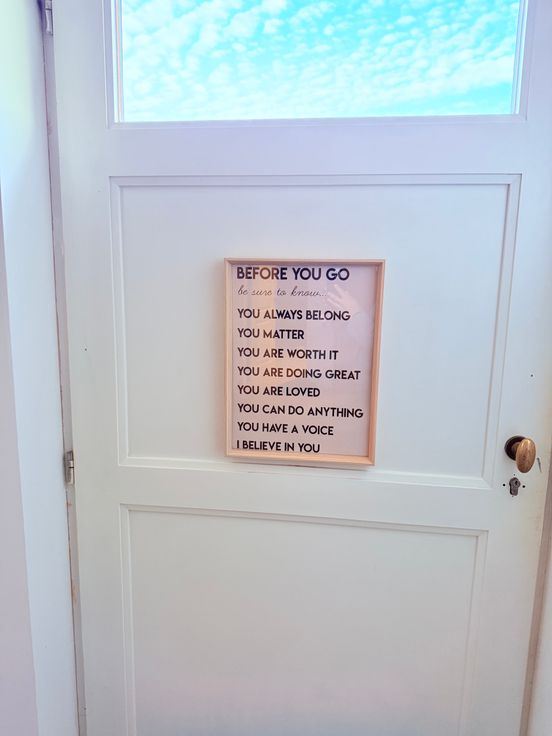 BEFORE YOU GO
be sure to know...
YOU ALWAYS BELONG
YOU MATTER
YOU ARE WORTH IT
YOU ARE DOING GREAT
YOU ARE LOVED
YOU CAN DO ANYTHING
YOU HAVE A VOICE
I BELIEVE IN YOU